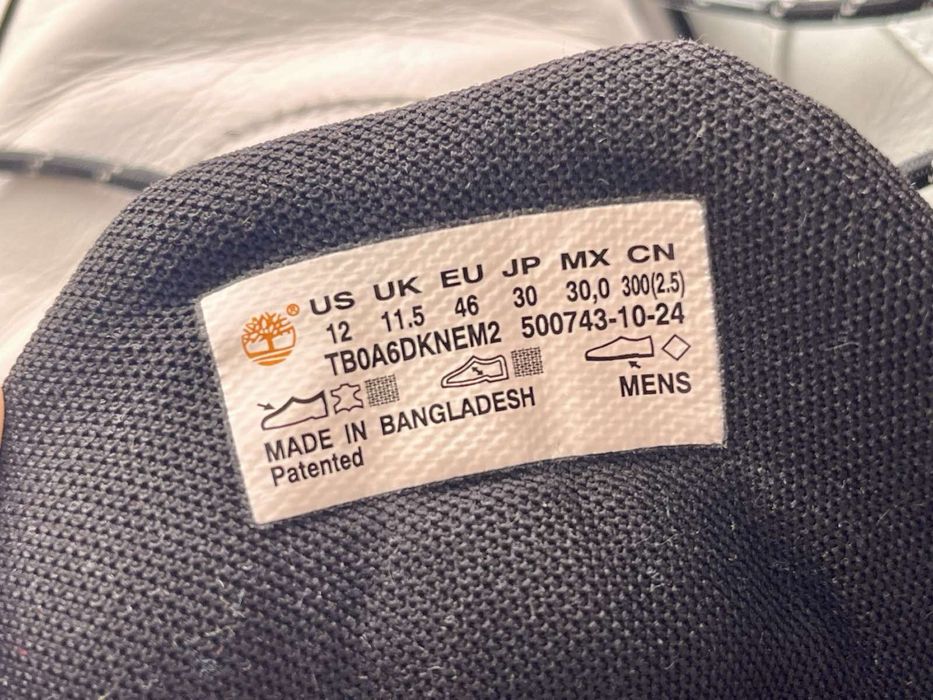 ®
US UK EU JP MX CN
12 11.5 46 30 30,0 300(2.5)
TB0A6DKNEM2 500743-10-24
MADE IN BANGLADESH MENS
Patented